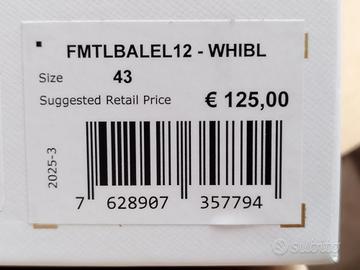 FMTLBALEL12 - WHIBL
Size 43
Suggested Retail Price € 125,00
2025-3
7 628907 357794
subito